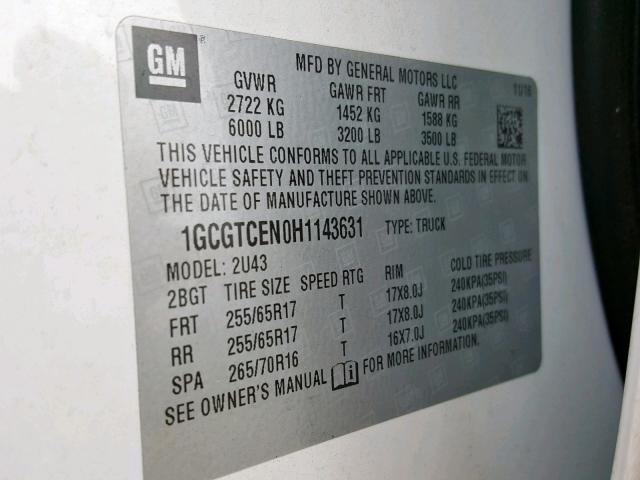 GM
MFD BY GENERAL MOTORS LLC 11/16
GVWR GAWR FRT GAWR RR
2722 KG 1452 KG 1588 KG
6000 LB 3200 LB 3500 LB
THIS VEHICLE CONFORMS TO ALL APPLICABLE U.S. FEDERAL MOTOR
VEHICLE SAFETY AND THEFT PREVENTION STANDARDS IN EFFECT ON
THE DATE OF MANUFACTURE SHOWN ABOVE.
1GCGTCEN0H1143631 TYPE: TRUCK
MODEL: 2U43
2BGT TIRE SIZE SPEED RTG RIM COLD TIRE PRESSURE
FRT 255/65R17 T 17X8.0J 240KPA(35PSI)
RR 255/65R17 T 17X8.0J 240KPA(35PSI)
SPA 265/70R16 T 16X7.0J 240KPA(35PSI)
SEE OWNER'S MANUAL FOR MORE INFORMATION.